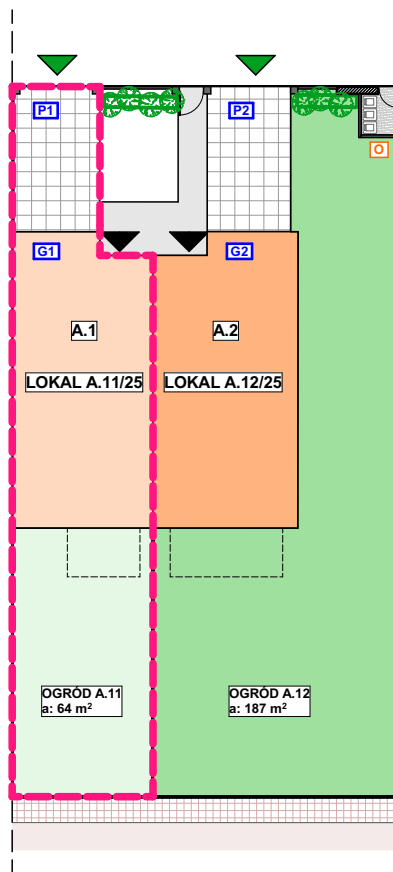 P1
P2
O
G1
G2
A.1
A.2
LOKAL A.11/25
LOKAL A.12/25
OGRÓD A.11
a: 64 m²
OGRÓD A.12
a: 187 m²